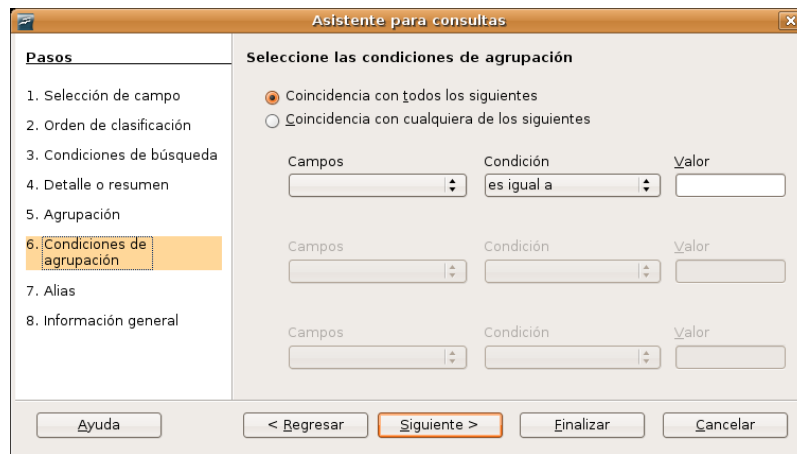 Asistente para consultas
Pasos
1. Selección de campo
2. Orden de clasificación
3. Condiciones de búsqueda
4. Detalle o resumen
5. Agrupación
6. Condiciones de
agrupación
7. Alias
8. Información general
Seleccione las condiciones de agrupación
Coincidencia con todos los siguientes
Coincidencia con cualquiera de los siguientes
Campos Condición Valor
es igual a
Campos Condición Valor
Campos Condición Valor
Ayuda < Regresar Siguiente > Finalizar Cancelar